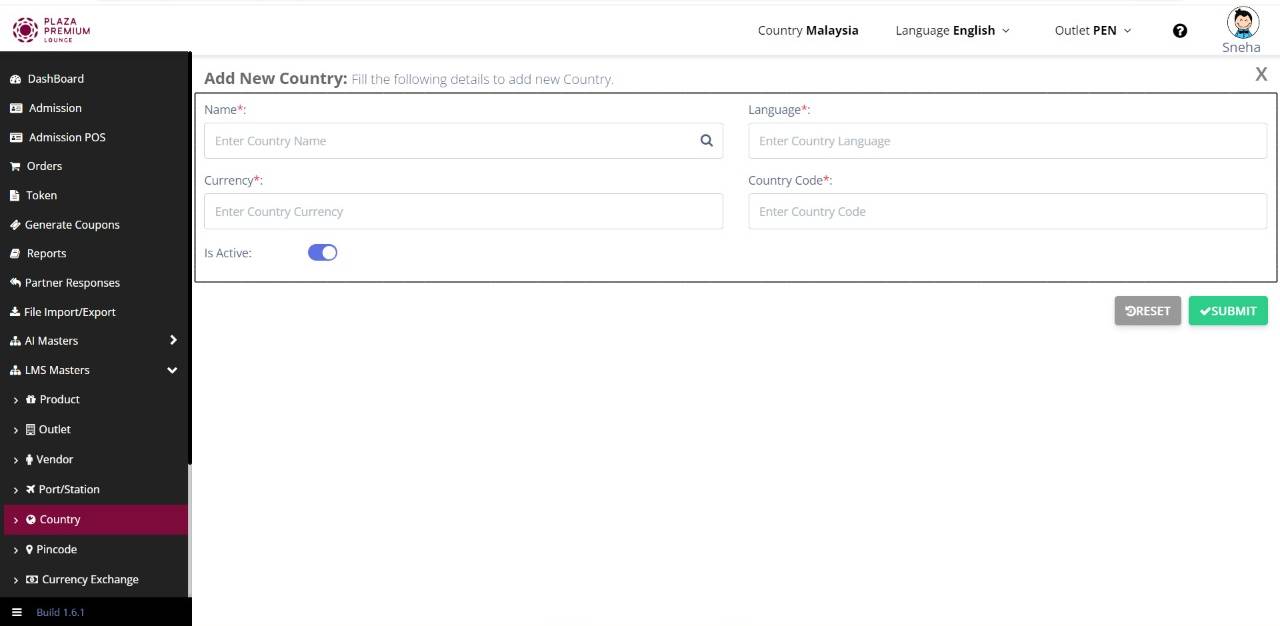 PLAZA
PREMIUM
LOUNGE
Country Malaysia
Language English
Outlet PEN
Sneha
DashBoard
Admission
Admission POS
Orders
Token
Generate Coupons
Reports
Partner Responses
File Import/Export
AI Masters
LMS Masters
Product
Outlet
Vendor
Port/Station
Country
Pincode
Currency Exchange
Build 1.6.1
Add New Country: Fill the following details to add new Country.
X
Name*:
Language*:
Enter Country Name
Enter Country Language
Currency*:
Country Code*:
Enter Country Currency
Enter Country Code
Is Active:
RESET
SUBMIT